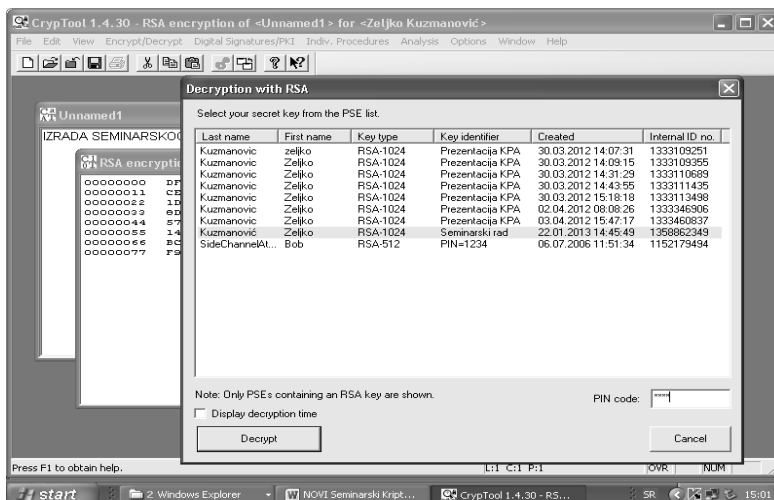 CrypTool 1.4.30 - RSA encryption of <Unnamed1> for <Zeljko Kuzmanović>
File Edit View Encrypt/Decrypt Digital Signatures/PKI Indiv. Procedures Analysis Options Window Help
Unnamed1
IZRADA SEMINARSKOG
RSA encryptio
00000000 DF
00000011 CE
00000022 1D
00000033 8D
00000044 57
00000055 14
00000066 BC
00000077 F9
Decryption with RSA
Select your secret key from the PSE list.
Last name First name Key type Key identifier Created Internal ID no.
Kuzmanovic zeljko RSA-1024 Prezentacija KPA 30.03.2012 14:07:31 1333109251
Kuzmanovic Zeljko RSA-1024 Prezentacija KPA 30.03.2012 14:09:15 1333109355
Kuzmanovic Zeljko RSA-1024 Prezentacija KPA 30.03.2012 14:31:29 1333110689
Kuzmanovic Zeljko RSA-1024 Prezentacija KPA 30.03.2012 14:43:55 1333111435
Kuzmanovic Zeljko RSA-1024 Prezentacija KPA 30.03.2012 15:18:18 1333113498
Kuzmanovic Zeljko RSA-1024 Prezentacija KPA 02.04.2012 08:08:26 1333346906
Kuzmanovic Zeljko RSA-1024 Prezentacija KPA 03.04.2012 15:47:17 1333460837
Kuzmanović Zeljko RSA-1024 Seminarski rad 22.01.2013 14:45:49 1358862349
SideChannelAt... Bob RSA-512 PIN=1234 06.07.2006 11:51:34 1152179494
Note: Only PSEs containing an RSA key are shown.
PIN code: ****
Display decryption time
Decrypt Cancel
Press F1 to obtain help. L:1 C:1 P:1 OVR NUM
start 2 Windows Explorer NOVI Seminarski Kript... CrypTool 1.4.30 - RS... SR 15:01